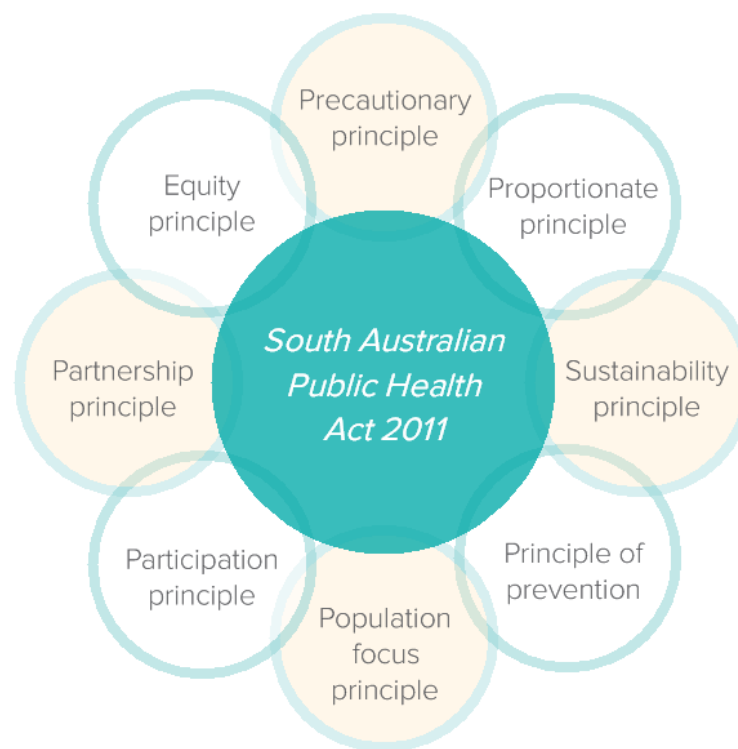 Precautionary
principle
Equity
principle
Proportionate
principle
South Australian
Public Health
Act 2011
Partnership
principle
Sustainability
principle
Participation
principle
Principle of
prevention
Population
focus
principle